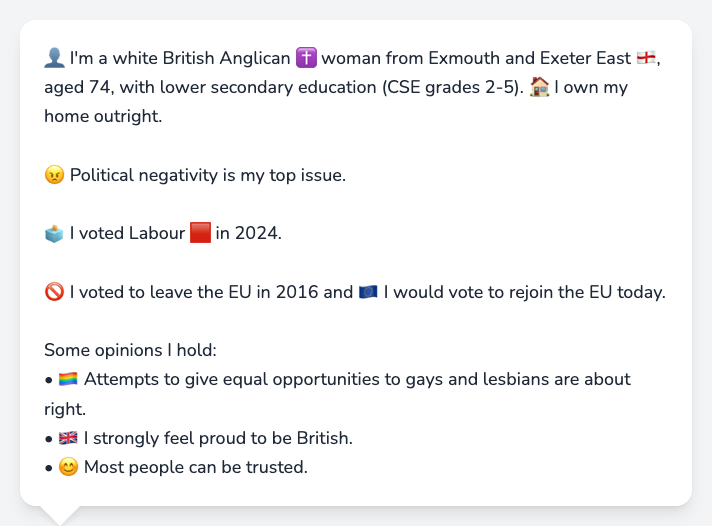 👤 I'm a white British Anglican ✝️ woman from Exmouth and Exeter East 🏴󠁧󠁢󠁥󠁮󠁧󠁿,
aged 74, with lower secondary education (CSE grades 2-5). 🏠 I own my
home outright.
😠 Political negativity is my top issue.
🗳️ I voted Labour 🟥 in 2024.
🚫 I voted to leave the EU in 2016 and 🇪🇺 I would vote to rejoin the EU today.
Some opinions I hold:
• 🏳️‍🌈 Attempts to give equal opportunities to gays and lesbians are about
right.
• 🇬🇧 I strongly feel proud to be British.
• 😊 Most people can be trusted.